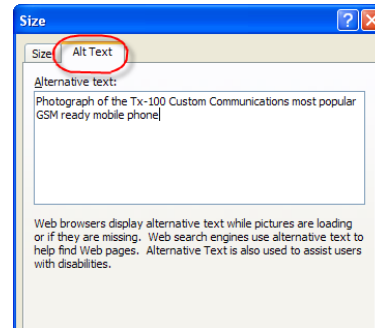 Size
Size Alt Text
Alternative text:
Photograph of the Tx-100 Custom Communications most popular
GSM ready mobile phone
Web browsers display alternative text while pictures are loading
or if they are missing. Web search engines use alternative text to
help find Web pages. Alternative Text is also used to assist users
with disabilities.